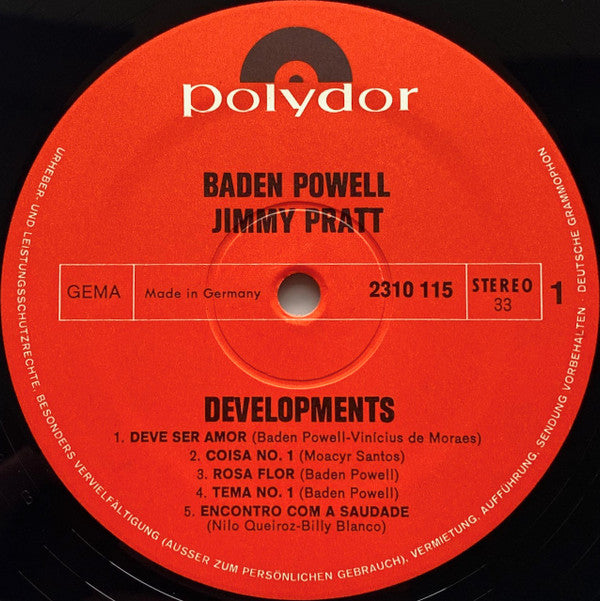 polydor
BADEN POWELL
JIMMY PRATT
GEMA
Made in Germany
2310 115
STEREO
33
1
DEVELOPMENTS
1. DEVE SER AMOR (Baden Powell-Vinícius de Moraes)
2. COISA NO. 1 (Moacyr Santos)
3. ROSA FLOR (Baden Powell)
4. TEMA NO. 1 (Baden Powell)
5. ENCONTRO COM A SAUDADE
(Nilo Queiroz-Billy Blanco)
URHEBER- UND LEISTUNGSSCHUTZRECHTE, BESONDERS VERVIELFÄLTIGUNG (AUSSER ZUM PERSÖNLICHEN GEBRAUCH), VERMIETUNG, AUFFÜHRUNG, SENDUNG VORBEHALTEN · DEUTSCHE GRAMMOPHON